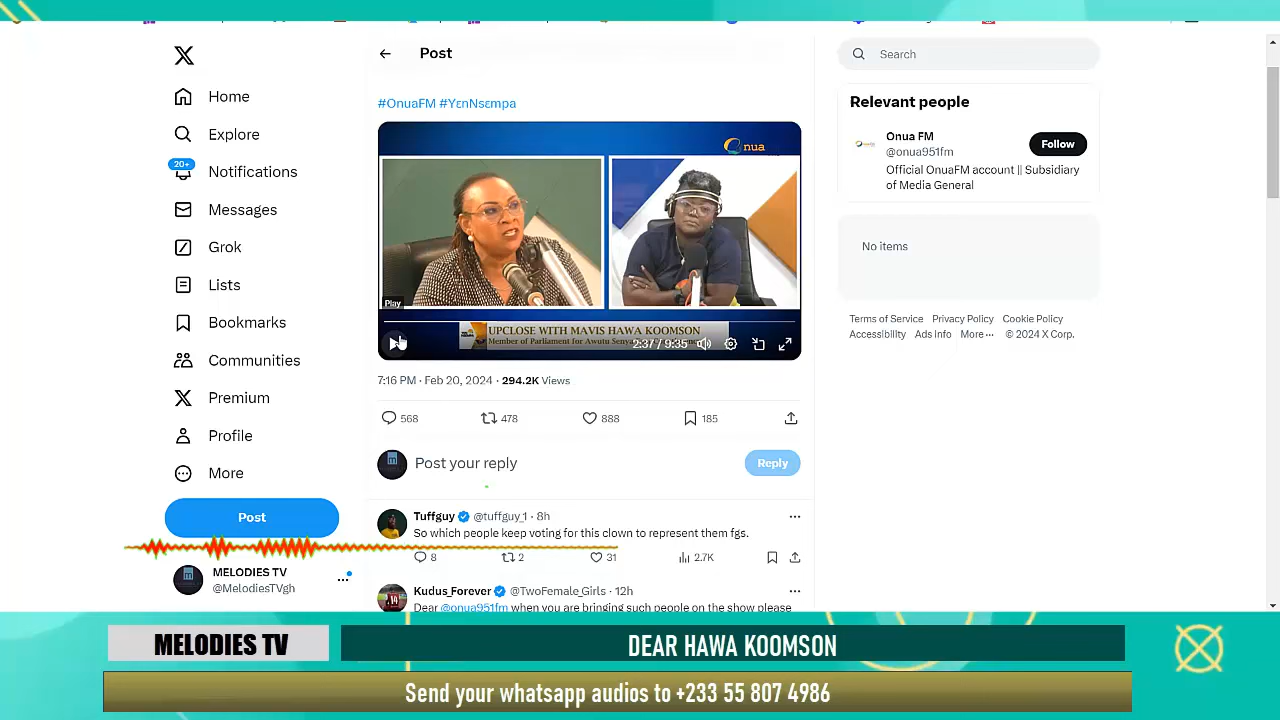 Post
Search
Home
Explore
20+
Notifications
Messages
Grok
Lists
Bookmarks
Communities
Premium
Profile
More
Post
MELODIES TV
@MelodiesTVgh
#OnuaFM #YɛnNsɛmpa
Onua
Play
UPCLOSE WITH MAVIS HAWA KOOMSON
Member of Parliament for Awutu
2:37 / 9:35
7:16 PM · Feb 20, 2024 · 294.2K Views
568 478 888 185
Post your reply
Reply
Tuffguy @tuffguy_1 · 8h
So which people keep voting for this clown to represent them fgs.
8 2 31 2.7K
Kudus_Forever @TwoFemale_Girls · 12h
Dear @onua951fm when you are bringing such people on the show please
Relevant people
Onua FM
@onua951fm
Follow
Official OnuaFM account || Subsidiary
of Media General
No items
Terms of Service Privacy Policy Cookie Policy
Accessibility Ads info More ··· © 2024 X Corp.
MELODIES TV
DEAR HAWA KOOMSON
Send your whatsapp audios to +233 55 807 4986